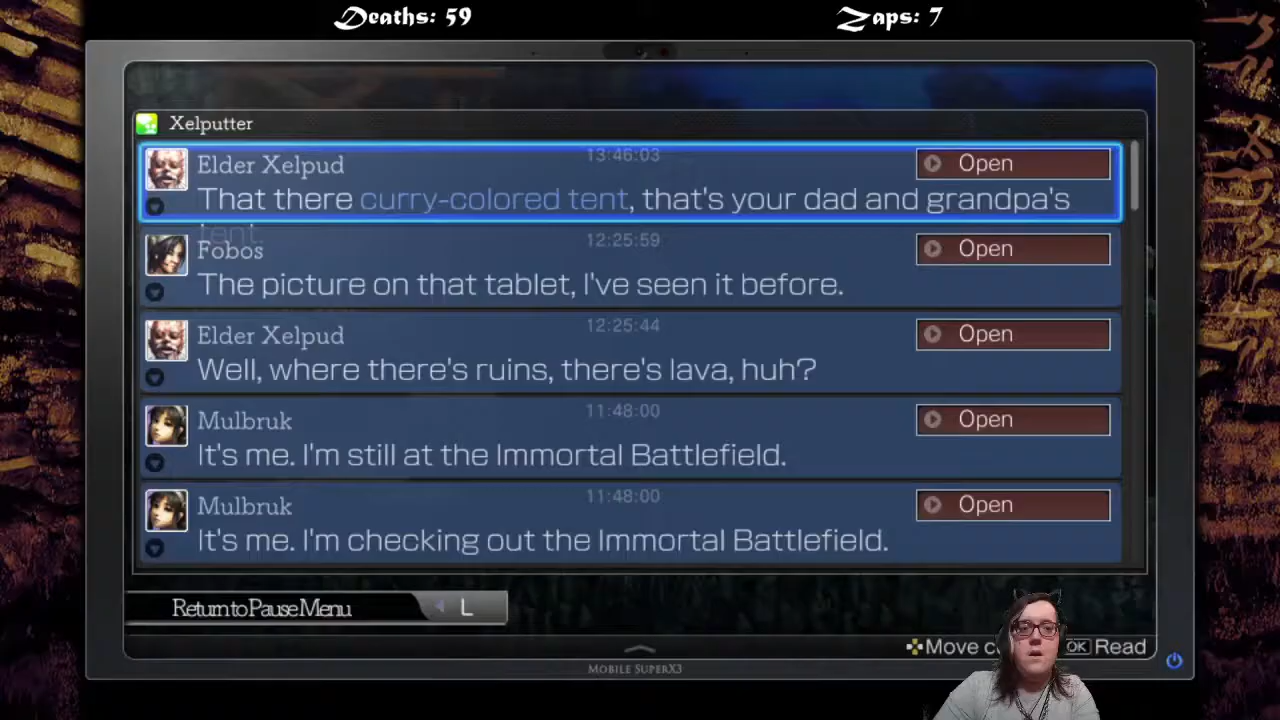 Deaths: 59
Zaps: 7
Xelputter
Elder Xelpud
13:46:03
Open
That there curry-colored tent, that's your dad and grandpa's
tent.
Fobos
12:25:59
Open
The picture on that tablet, I've seen it before.
Elder Xelpud
12:25:44
Open
Well, where there's ruins, there's lava, huh?
Mulbruk
11:48:00
Open
It's me. I'm still at the Immortal Battlefield.
Mulbruk
11:48:00
Open
It's me. I'm checking out the Immortal Battlefield.
Return to Pause Menu
L
Move c
OK Read
MOBILE SUPERX3